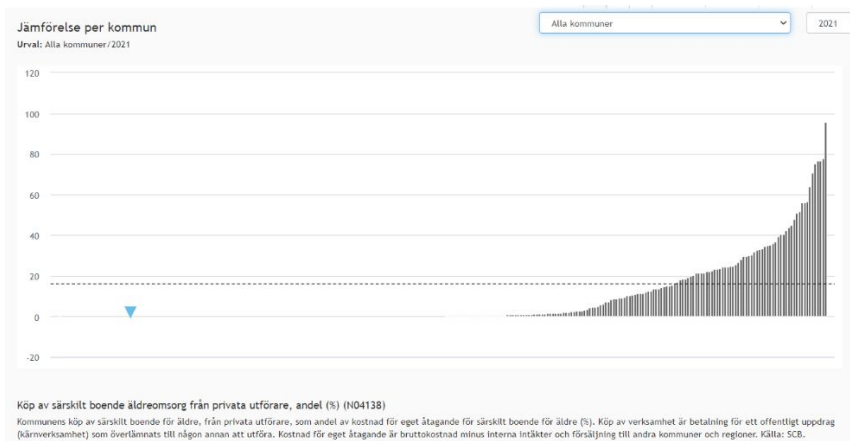 Jämförelse per kommun
Alla kommuner
2021
Urval: Alla kommuner/2021
120
100
80
60
40
20
0
-20
Köp av särskilt boende äldreomsorg från privata utförare, andel (%) (N04138)
Kommunens köp av särskilt boende för äldre, från privata utförare, som andel av kostnad för eget åtagande för särskilt boende för äldre (%). Köp av verksamhet är betalning för ett offentligt uppdrag
(kärnverksamhet) som överlämnats till någon annan att utföra. Kostnad för eget åtagande är bruttokostnad minus interna intäkter och försäljning till andra kommuner och regioner. Källa: SCB.